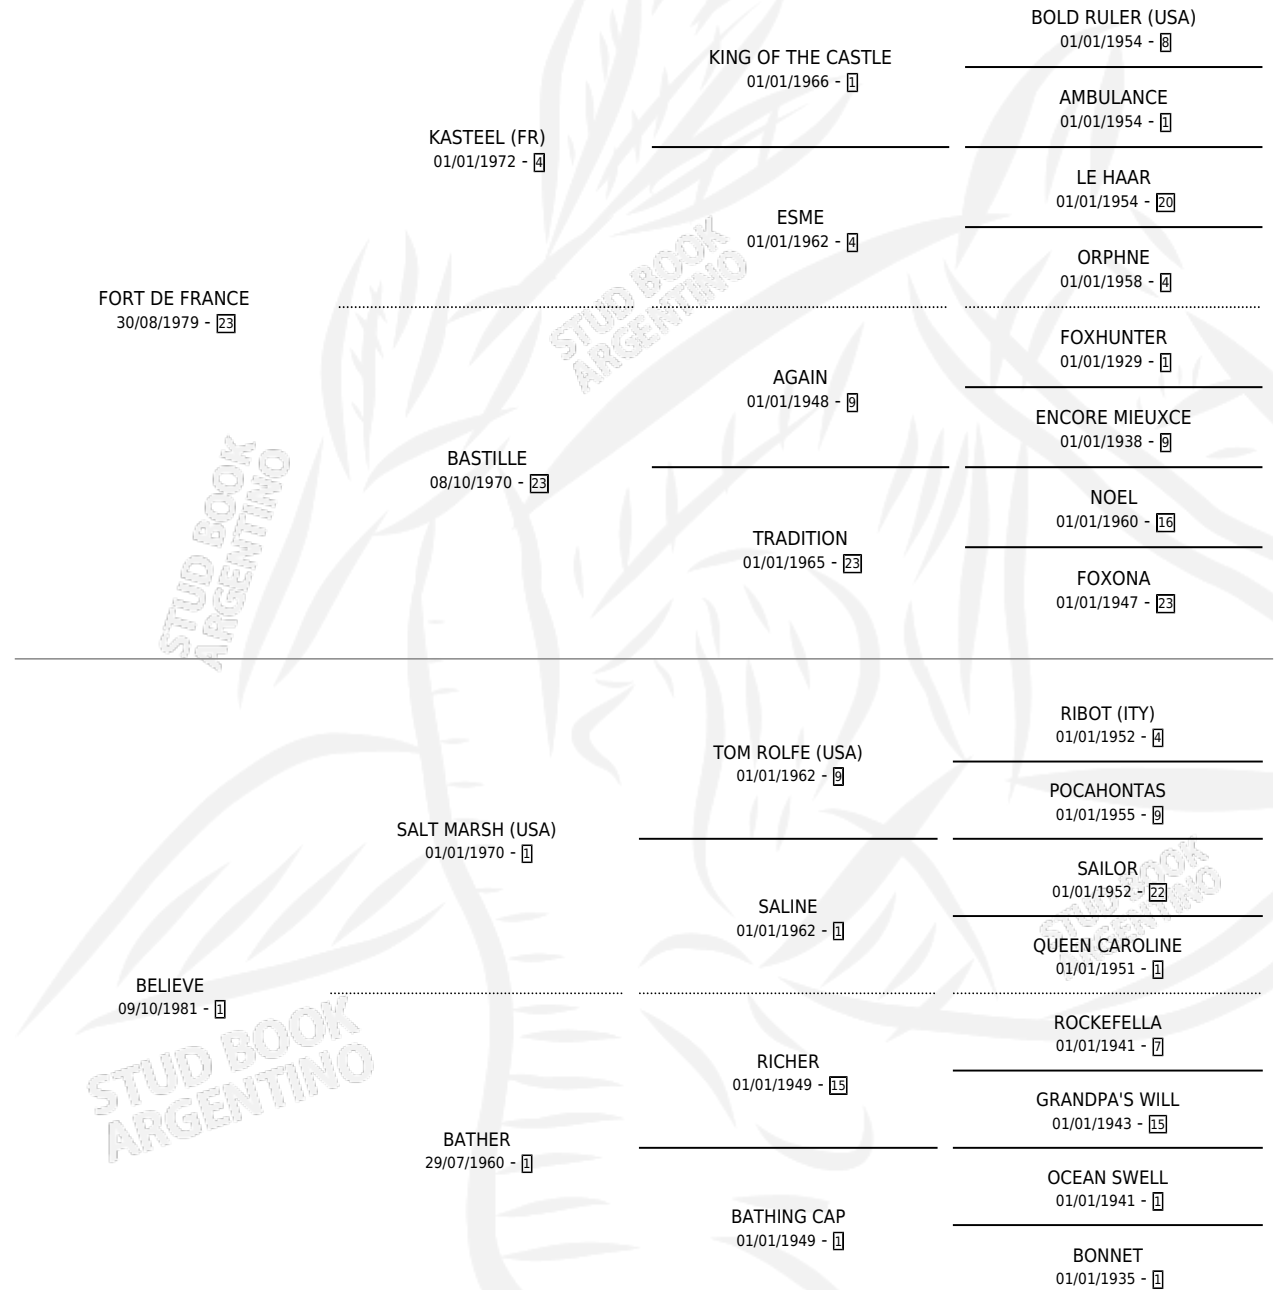 BOLD RULER (USA)
01/01/1954 - 8
KING OF THE CASTLE
01/01/1966 - 1
AMBULANCE
01/01/1954 - 1
KASTEEL (FR)
01/01/1972 - 4
LE HAAR
01/01/1954 - 20
ESME
01/01/1962 - 4
ORPHNE
01/01/1958 - 4
FORT DE FRANCE
30/08/1979 - 23
FOXHUNTER
01/01/1929 - 1
AGAIN
01/01/1948 - 9
ENCORE MIEUXCE
01/01/1938 - 9
BASTILLE
08/10/1970 - 23
NOEL
01/01/1960 - 16
TRADITION
01/01/1965 - 23
FOXONA
01/01/1947 - 23
RIBOT (ITY)
01/01/1952 - 4
TOM ROLFE (USA)
01/01/1962 - 9
POCAHONTAS
01/01/1955 - 9
SALT MARSH (USA)
01/01/1970 - 1
SAILOR
01/01/1952 - 22
SALINE
01/01/1962 - 1
QUEEN CAROLINE
01/01/1951 - 1
BELIEVE
09/10/1981 - 1
ROCKEFELLA
01/01/1941 - 7
RICHER
01/01/1949 - 15
GRANDPA'S WILL
01/01/1943 - 15
BATHER
29/07/1960 - 1
OCEAN SWELL
01/01/1941 - 1
BATHING CAP
01/01/1949 - 1
BONNET
01/01/1935 - 1
STUD BOOK
ARGENTINO
STUD BOOK
ARGENTINO
STUD BOOK
ARGENTINO
STUD BOOK
ARGENTINO